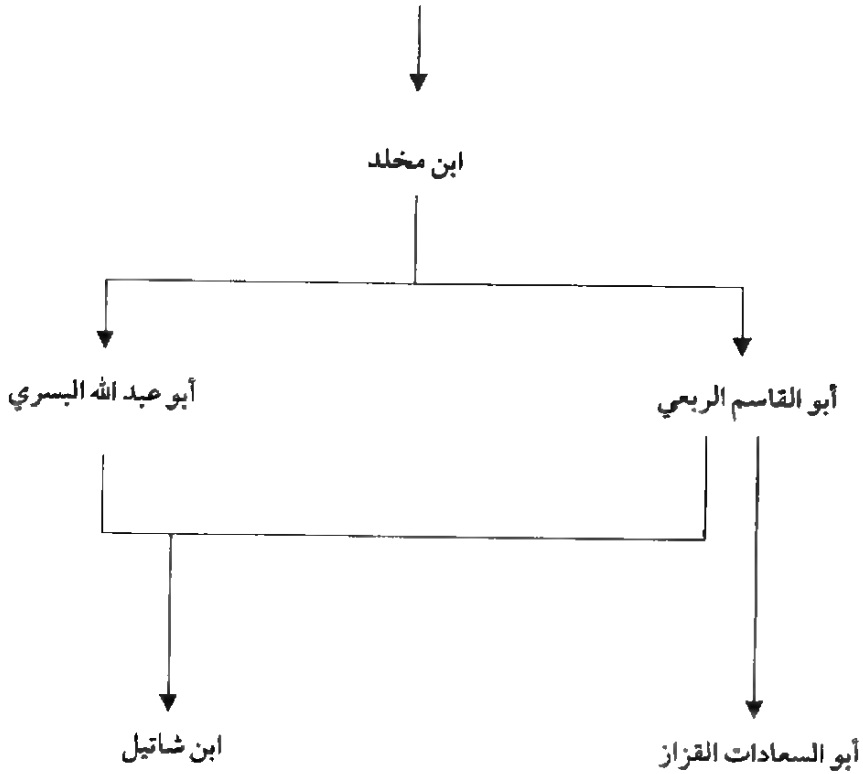 ابن مخلد
أبو القاسم الربعي
أبو عبد الله البسري
أبو السعادات القزاز
ابن شاتيل